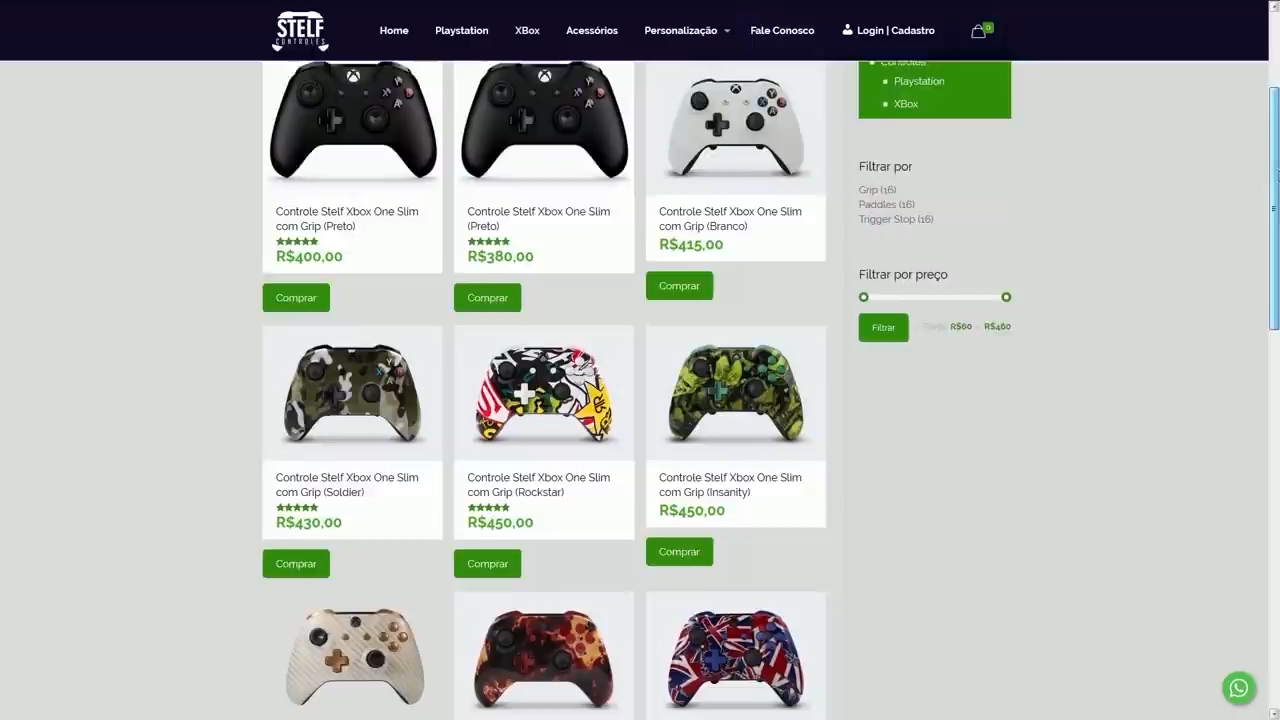 STELF
CONTROLES
Home
Playstation
XBox
Acessórios
Personalização
Fale Conosco
Login | Cadastro
0
Controles
Playstation
XBox
Controle Stelf Xbox One Slim
com Grip (Preto)
R$400,00
Comprar
Controle Stelf Xbox One Slim
(Preto)
R$380,00
Comprar
Controle Stelf Xbox One Slim
com Grip (Branco)
R$415,00
Comprar
Filtrar por
Grip (16)
Paddles (16)
Trigger Stop (16)
Filtrar por preço
Filtrar
R$60 - R$460
Controle Stelf Xbox One Slim
com Grip (Soldier)
R$430,00
Comprar
Controle Stelf Xbox One Slim
com Grip (Rockstar)
R$450,00
Comprar
Controle Stelf Xbox One Slim
com Grip (Insanity)
R$450,00
Comprar